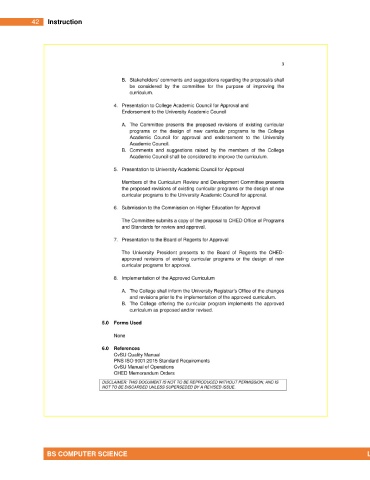 42 Instruction
3
B. Stakeholders' comments and suggestions regarding the proposal/s shall
be considered by the committee for the purpose of improving the
curriculum.
4. Presentation to College Academic Council for Approval and
Endorsement to the University Academic Council
A. The Committee presents the proposed revisions of existing curricular
programs or the design of new curricular programs to the College
Academic Council for approval and endorsement to the University
Academic Council.
B. Comments and suggestions raised by the members of the College
Academic Council shall be considered to improve the curriculum.
5. Presentation to University Academic Council for Approval
Members of the Curriculum Review and Development Committee presents
the proposed revisions of existing curricular programs or the design of new
curricular programs to the University Academic Council for approval.
6. Submission to the Commission on Higher Education for Approval
The Committee submits a copy of the proposal to CHED Office of Programs
and Standards for review and approval.
7. Presentation to the Board of Regents for Approval
The University President presents to the Board of Regents the CHED-
approved revisions of existing curricular programs or the design of new
curricular programs for approval.
8. Implementation of the Approved Curriculum
A. The College shall inform the University Registrar's Office of the changes
and revisions prior to the implementation of the approved curriculum.
B. The College offering the curricular program implements the approved
curriculum as proposed and/or revised.
5.0 Forms Used
None
6.0 References
CvSU Quality Manual
PNS ISO 9001:2015 Standard Requirements
CvSU Manual of Operations
CHED Memorandum Orders
DISCLAIMER: THIS DOCUMENT IS NOT TO BE REPRODUCED WITHOUT PERMISSION, AND IS
NOT TO BE DISCARDED UNLESS SUPERSEDED BY A REVISED ISSUE.
BS COMPUTER SCIENCE L